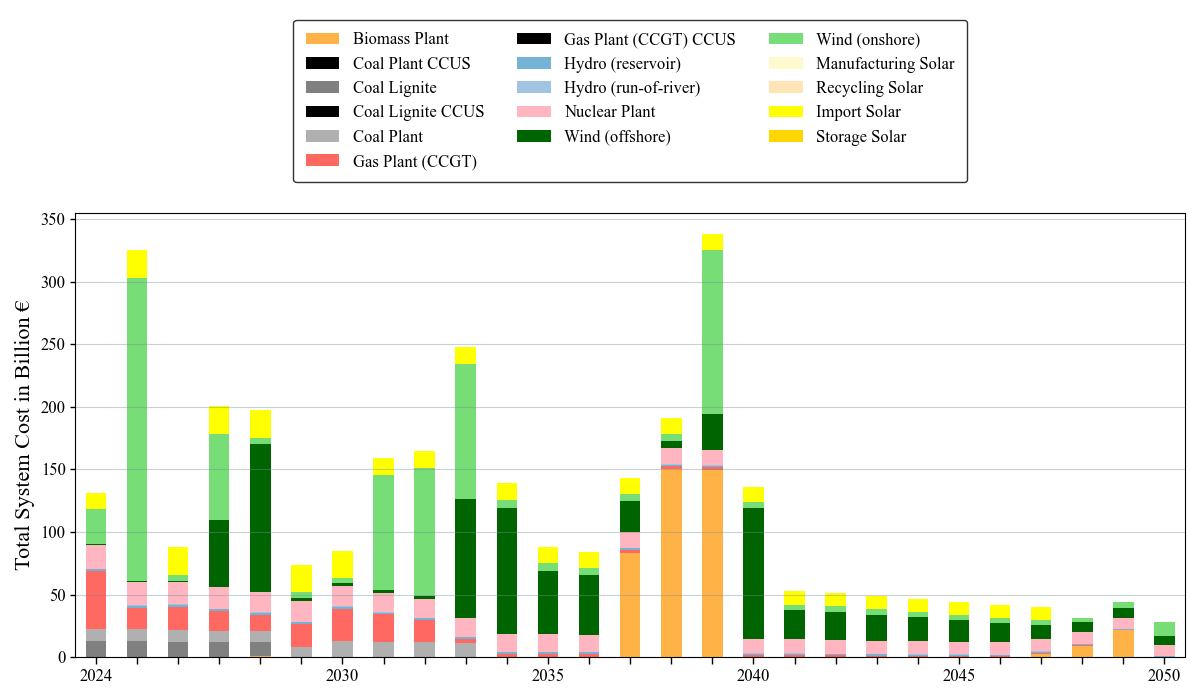 Biomass Plant
Coal Plant CCUS
Coal Lignite
Coal Lignite CCUS
Coal Plant
Gas Plant (CCGT)
Gas Plant (CCGT) CCUS
Hydro (reservoir)
Hydro (run-of-river)
Nuclear Plant
Wind (offshore)
Wind (onshore)
Manufacturing Solar
Recycling Solar
Import Solar
Storage Solar
Total System Cost in Billion €
350
300
250
200
150
100
50
0
2024
2030
2035
2040
2045
2050